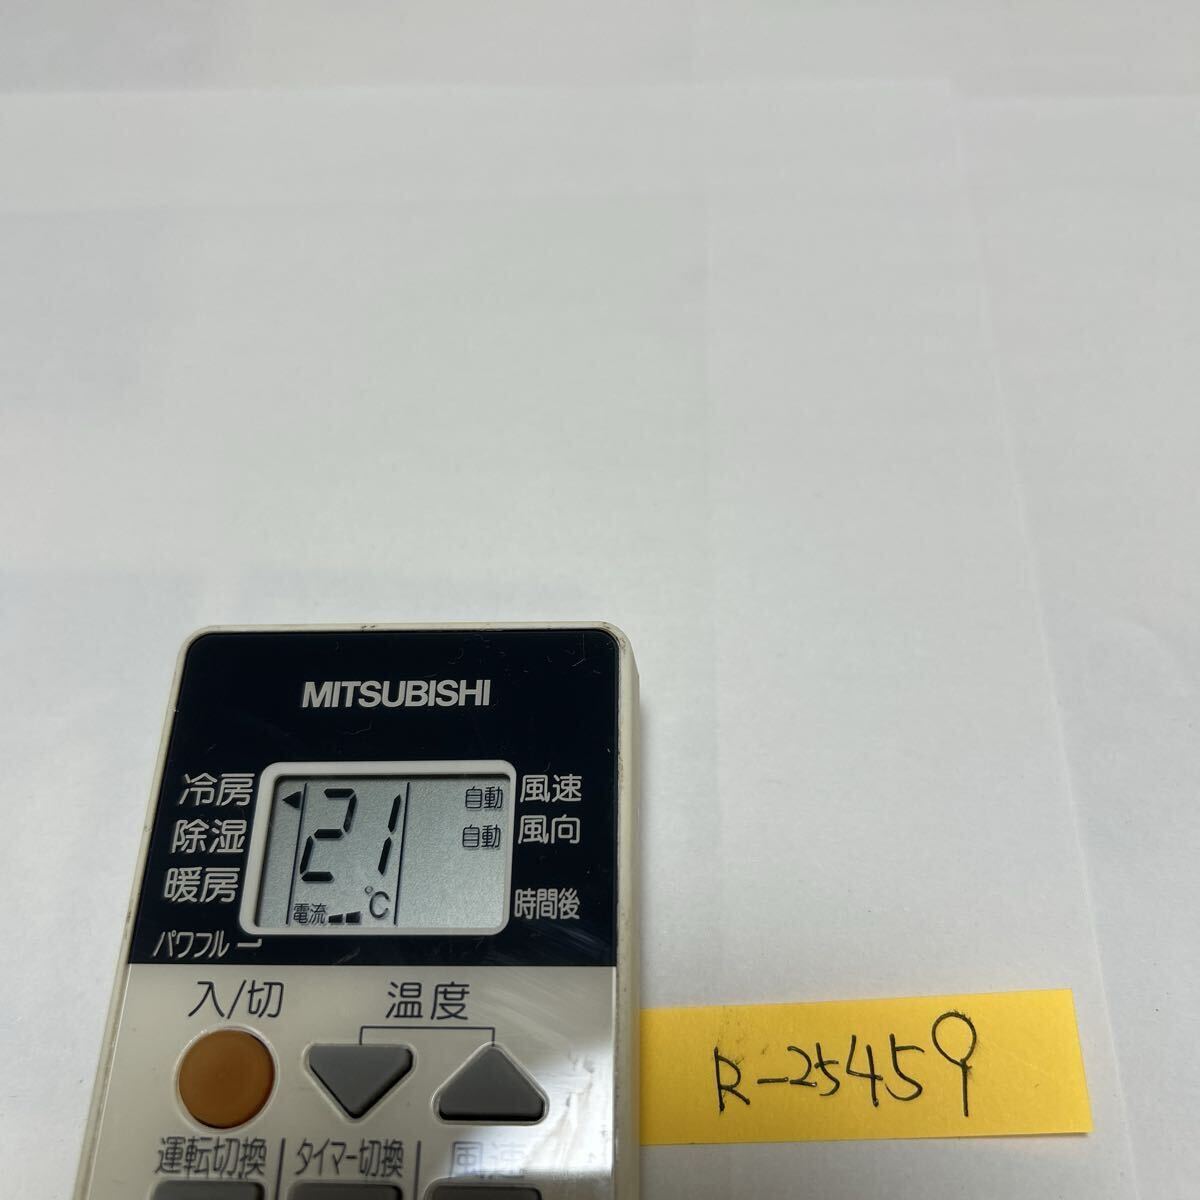 MITSUBISHI
冷房 21 自動 風速
除湿 自動 風向
暖房 電流 ℃ 時間後
パワフル
入/切 温度
運転切換 タイマー切換 風速
R-25459